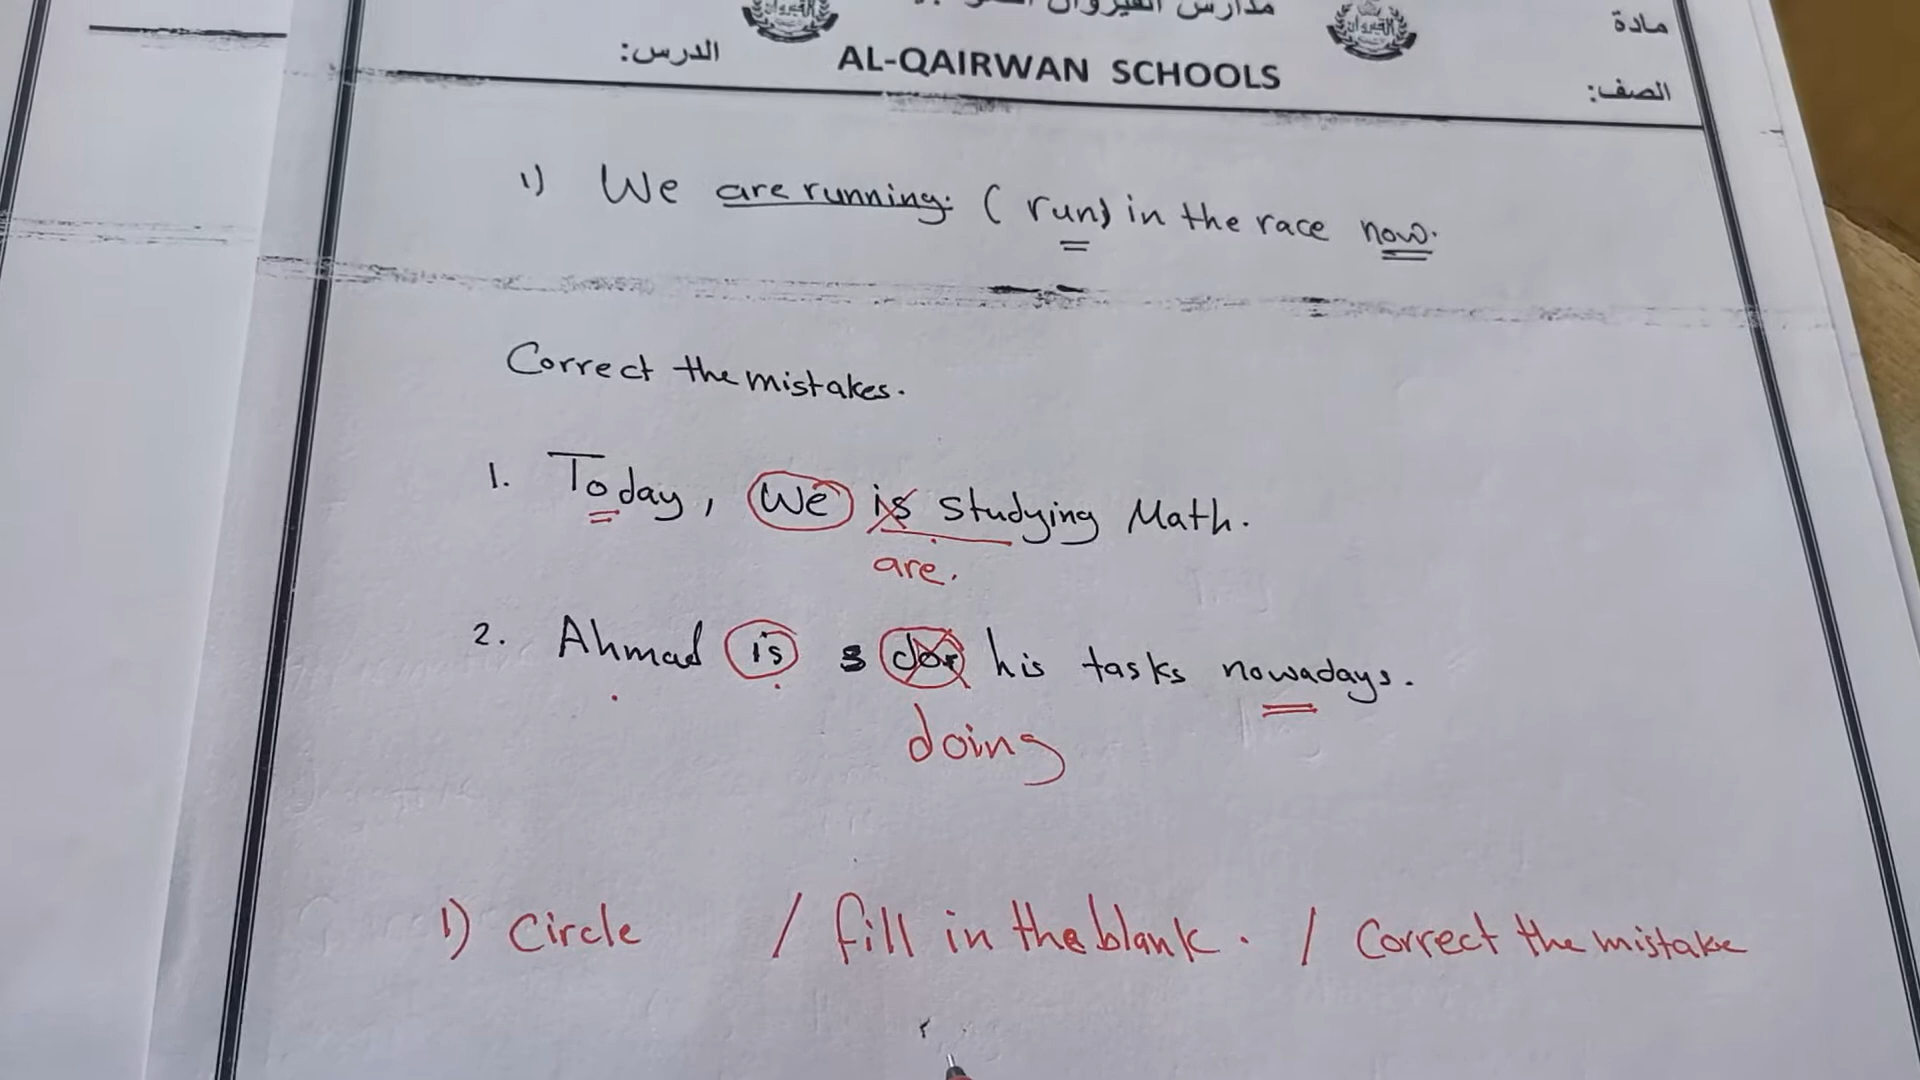 مدارس القيروان
مادة
الدرس:
AL-QAIRWAN SCHOOLS
الصف:
1) We are running. (run) in the race now.
Correct the mistakes.
1. Today, We is studying Math.
are.
2. Ahmad is s do his tasks nowadays.
doing
1) Circle / fill in the blank. / Correct the mistake